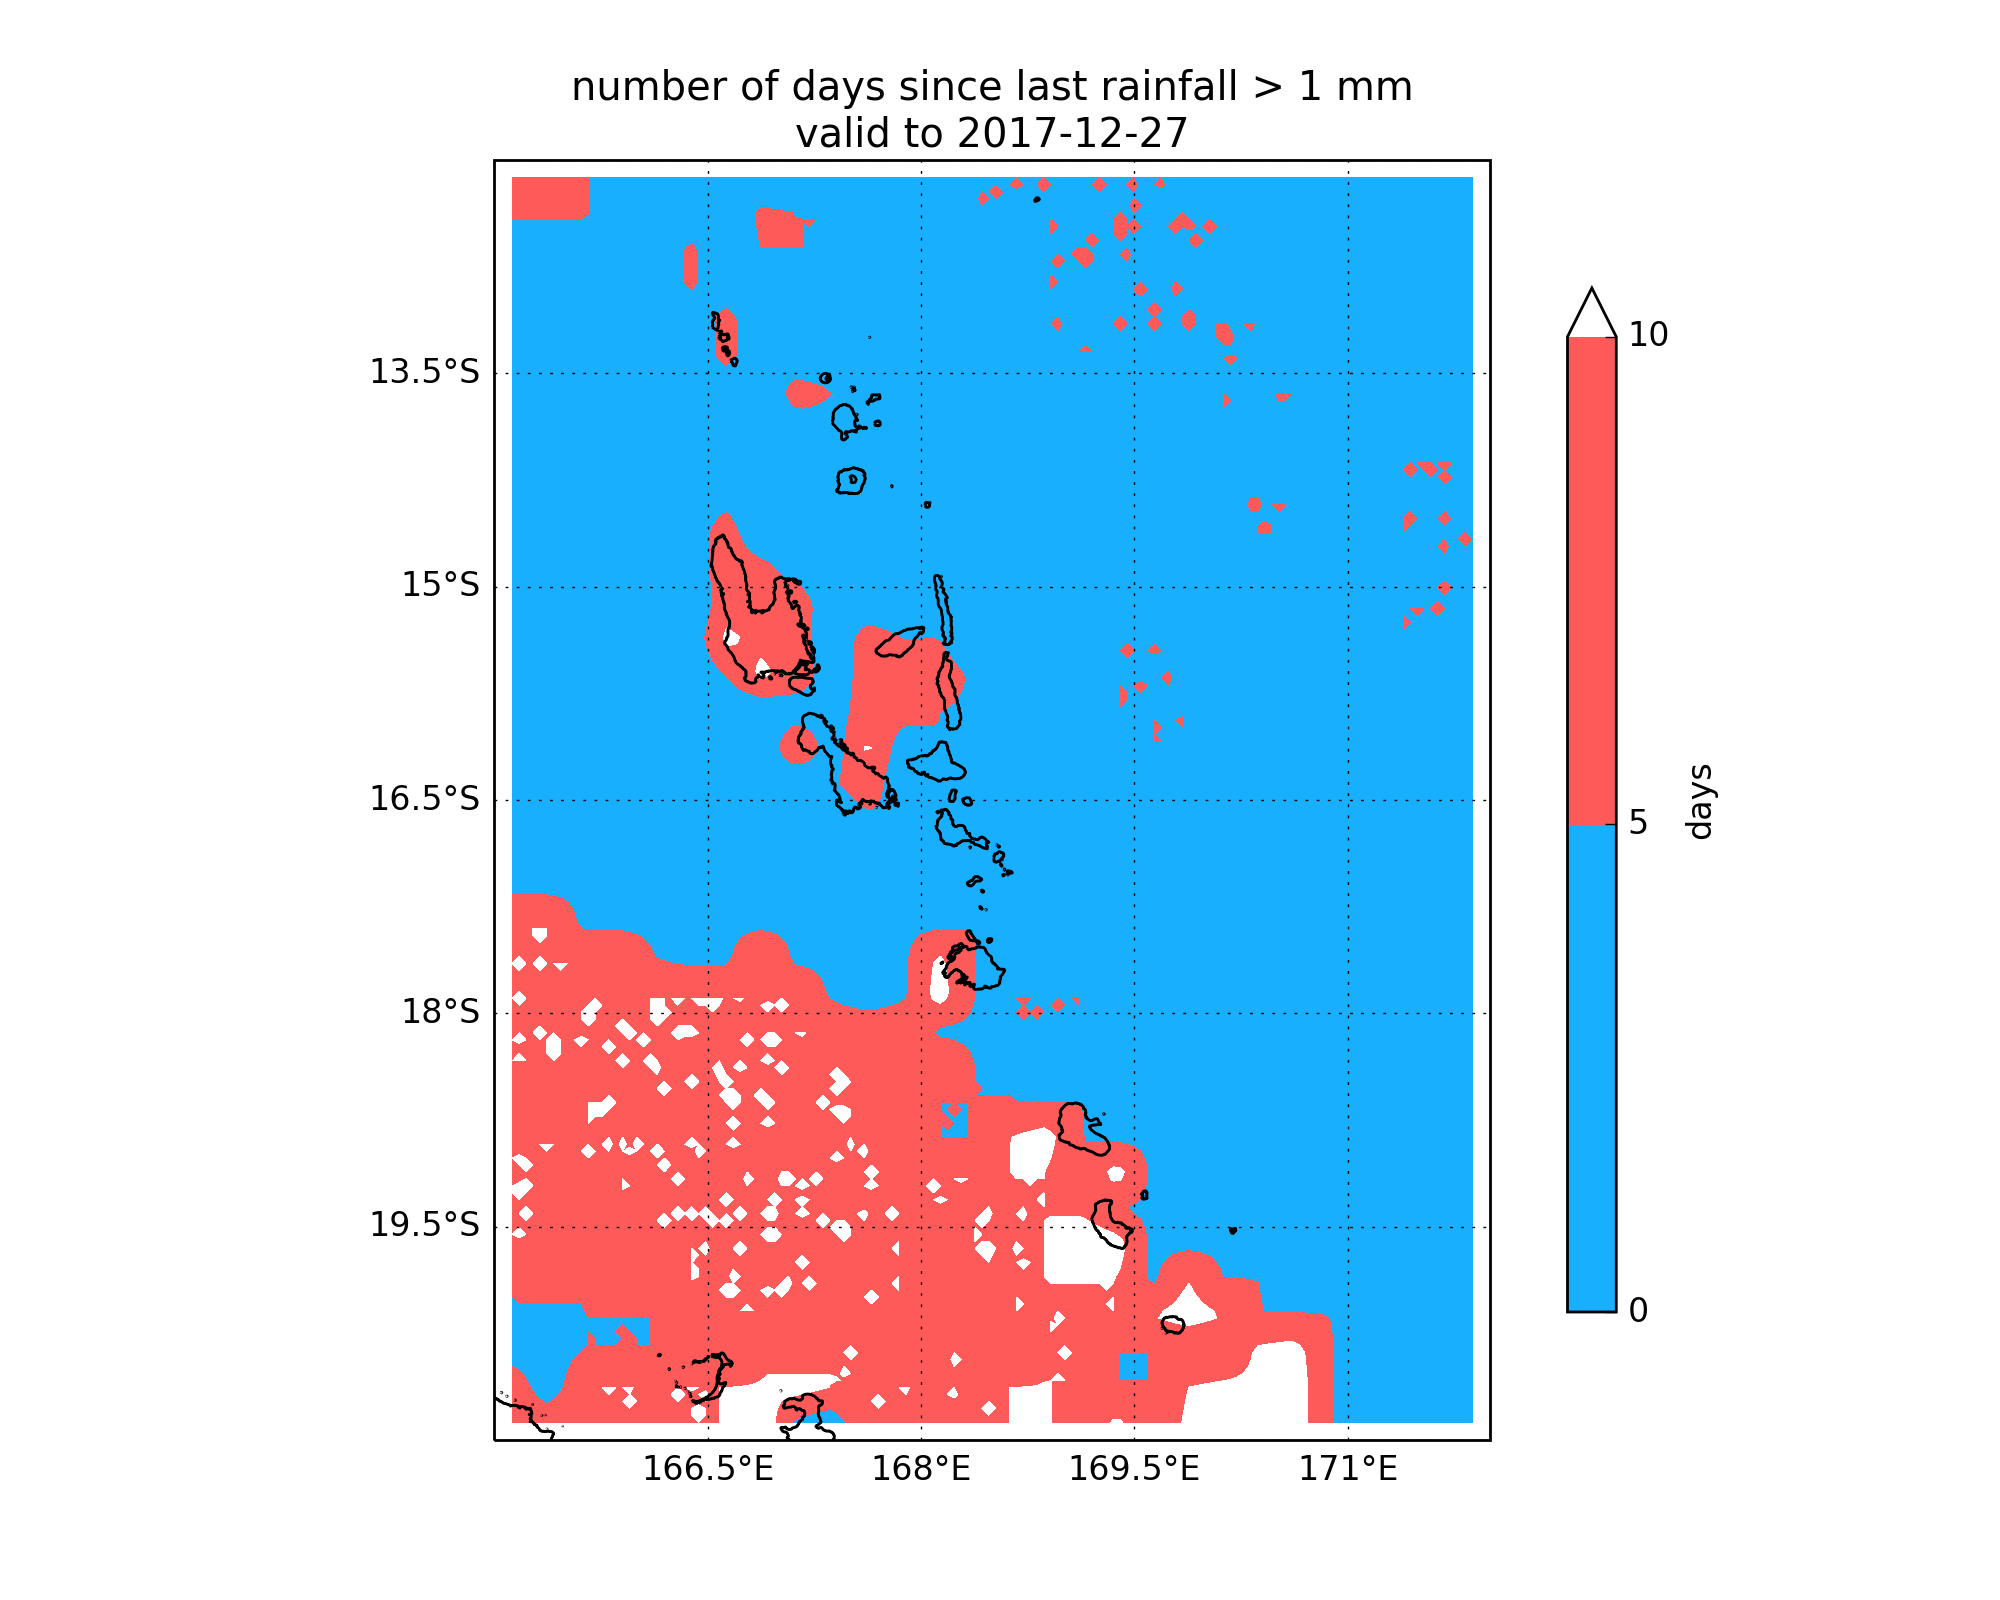 number of days since last rainfall > 1 mm
valid to 2017-12-27
13.5°S
15°S
16.5°S
18°S
19.5°S
166.5°E
168°E
169.5°E
171°E
10
5
0
days